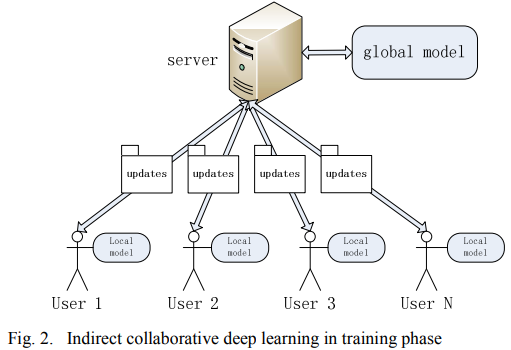 server
global model
updates updates updates updates
Local model Local model Local model Local model
User 1 User 2 User 3 User N
Fig. 2. Indirect collaborative deep learning in training phase